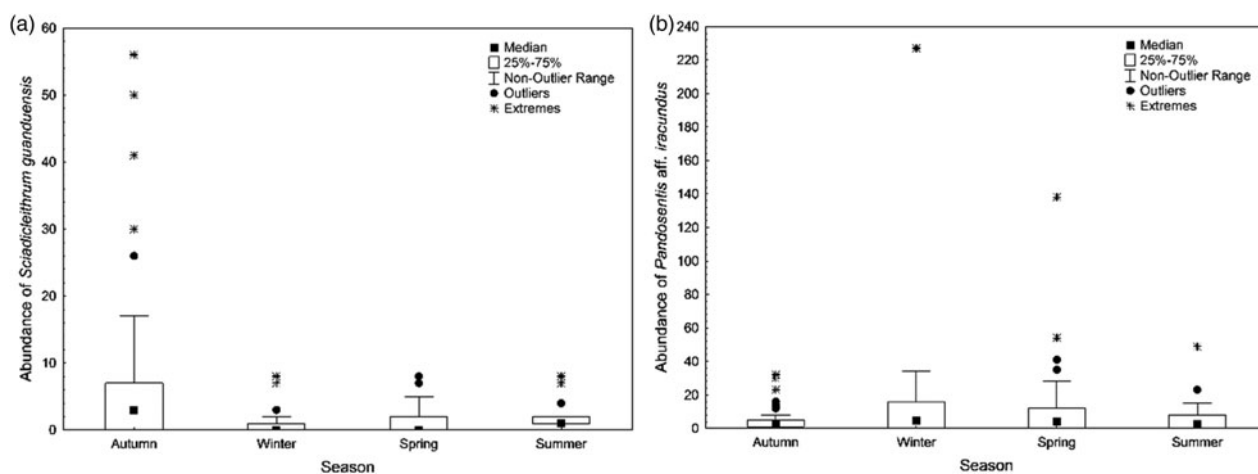 (a)
Abundance of Sciadicleithrum guanduensis
60
50
40
30
20
10
0
Median
25%-75%
Non-Outlier Range
Outliers
Extremes
Autumn Winter Spring Summer
Season
(b)
Abundance of Pandosentis aff. iracundus
240
220
200
180
160
140
120
100
80
60
40
20
0
Median
25%-75%
Non-Outlier Range
Outliers
Extremes
Autumn Winter Spring Summer
Season